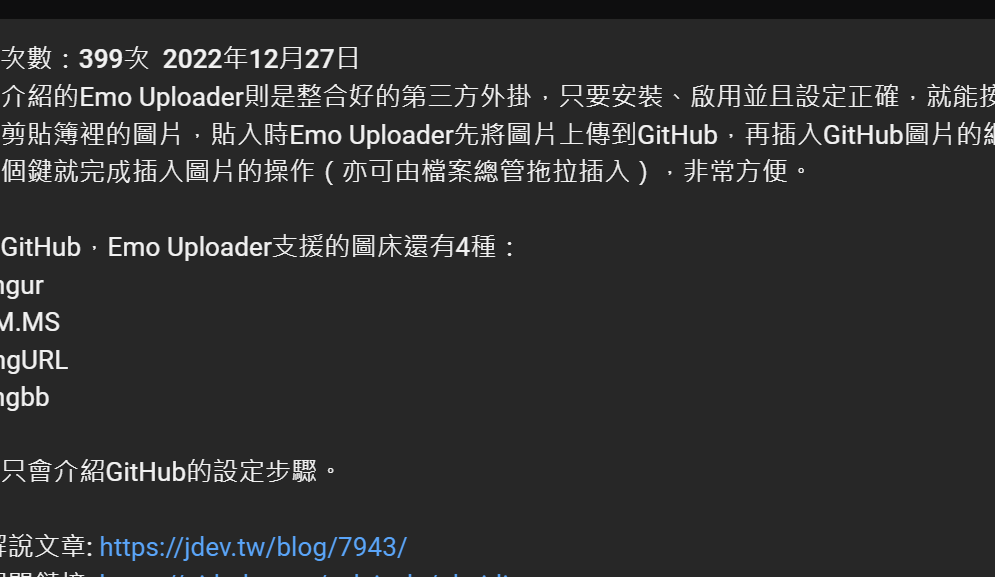 次數：399次 2022年12月27日
介紹的Emo Uploader則是整合好的第三方外掛，只要安裝、啟用並且設定正確，就能按
剪貼簿裡的圖片，貼入時Emo Uploader先將圖片上傳到GitHub，再插入GitHub圖片的
個鍵就完成插入圖片的操作（亦可由檔案總管拖拉插入），非常方便。
GitHub，Emo Uploader支援的圖床還有4種：
ngur
M.MS
ngURL
ngbb
只會介紹GitHub的設定步驟。
解說文章: https://jdev.tw/blog/7943/